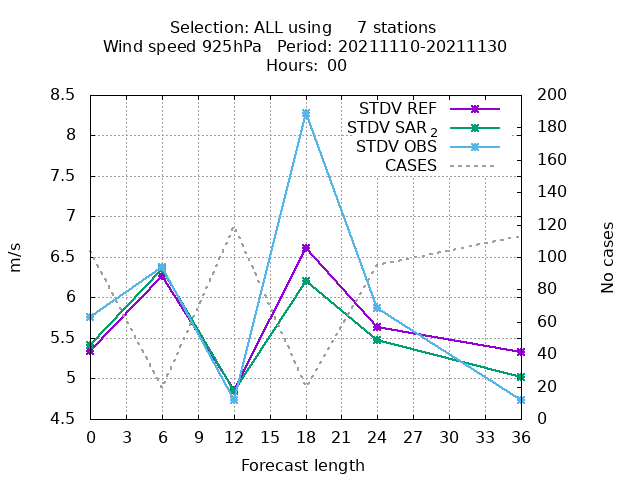 Selection: ALL using 7 stations
Wind speed 925hPa Period: 20211110-20211130
Hours: 00
STDV REF
STDV SAR 2
STDV OBS
CASES
8.5
8
7.5
7
6.5
6
5.5
5
4.5
m/s
200
180
160
140
120
100
80
60
40
20
0
No cases
0 3 6 9 12 15 18 21 24 27 30 33 36
Forecast length